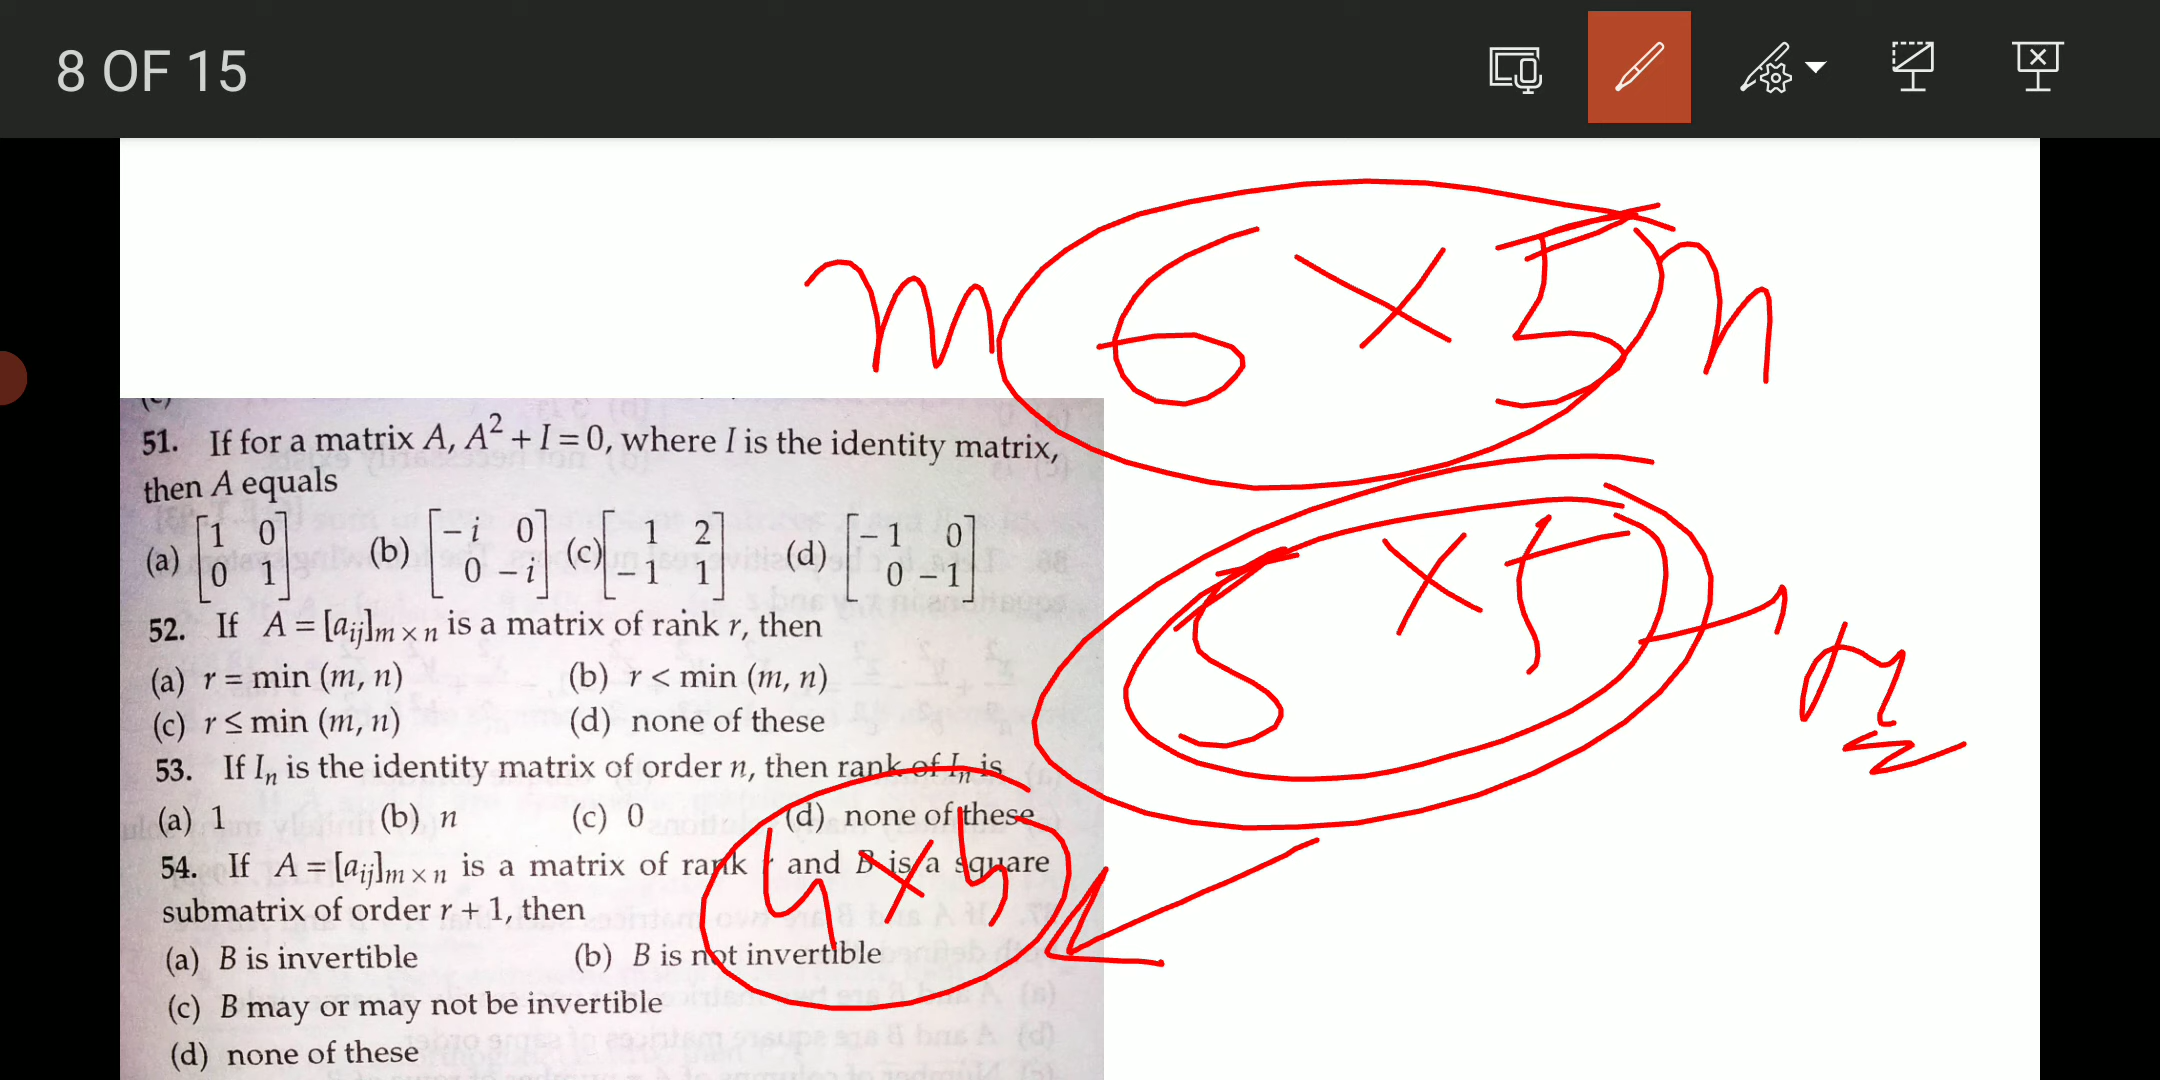 8 OF 15
m 6 × 5 n
51. If for a matrix A, A² + I = 0, where I is the identity matrix,
then A equals
(a) [1 0 0 1] (b) [– i 0 0 – i] (c) [1 2 – 1 1] (d) [– 1 0 0 – 1]
5 × 5
52. If A = [aᵢⱼ]ₘ × ₙ is a matrix of rank r, then
(a) r = min (m, n) (b) r < min (m, n)
(c) r ≤ min (m, n) (d) none of these
53. If Iₙ is the identity matrix of order n, then rank of Iₙ is
(a) 1 (b) n (c) 0 (d) none of these
54. If A = [aᵢⱼ]ₘ × ₙ is a matrix of rank r and B is a square
4 × 4
submatrix of order r + 1, then
(a) B is invertible (b) B is not invertible
(c) B may or may not be invertible
(d) none of these